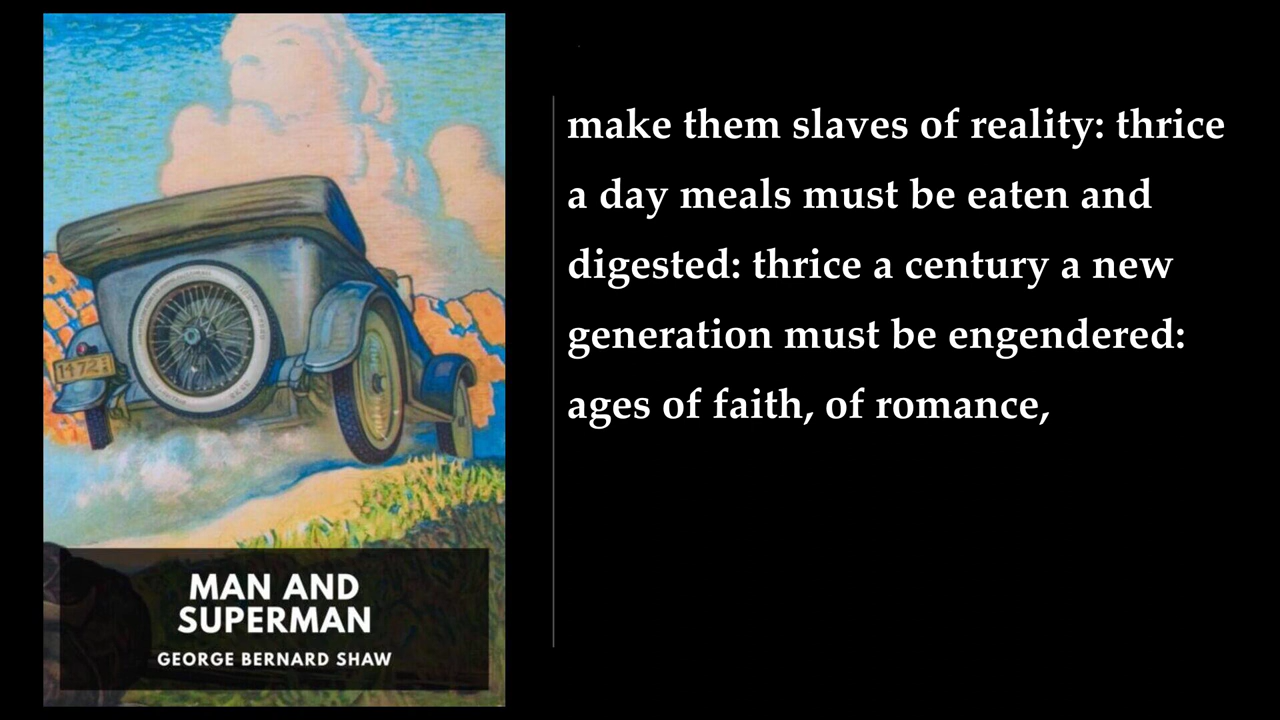 1472
MAN AND
SUPERMAN
GEORGE BERNARD SHAW
make them slaves of reality: thrice
a day meals must be eaten and
digested: thrice a century a new
generation must be engendered:
ages of faith, of romance,